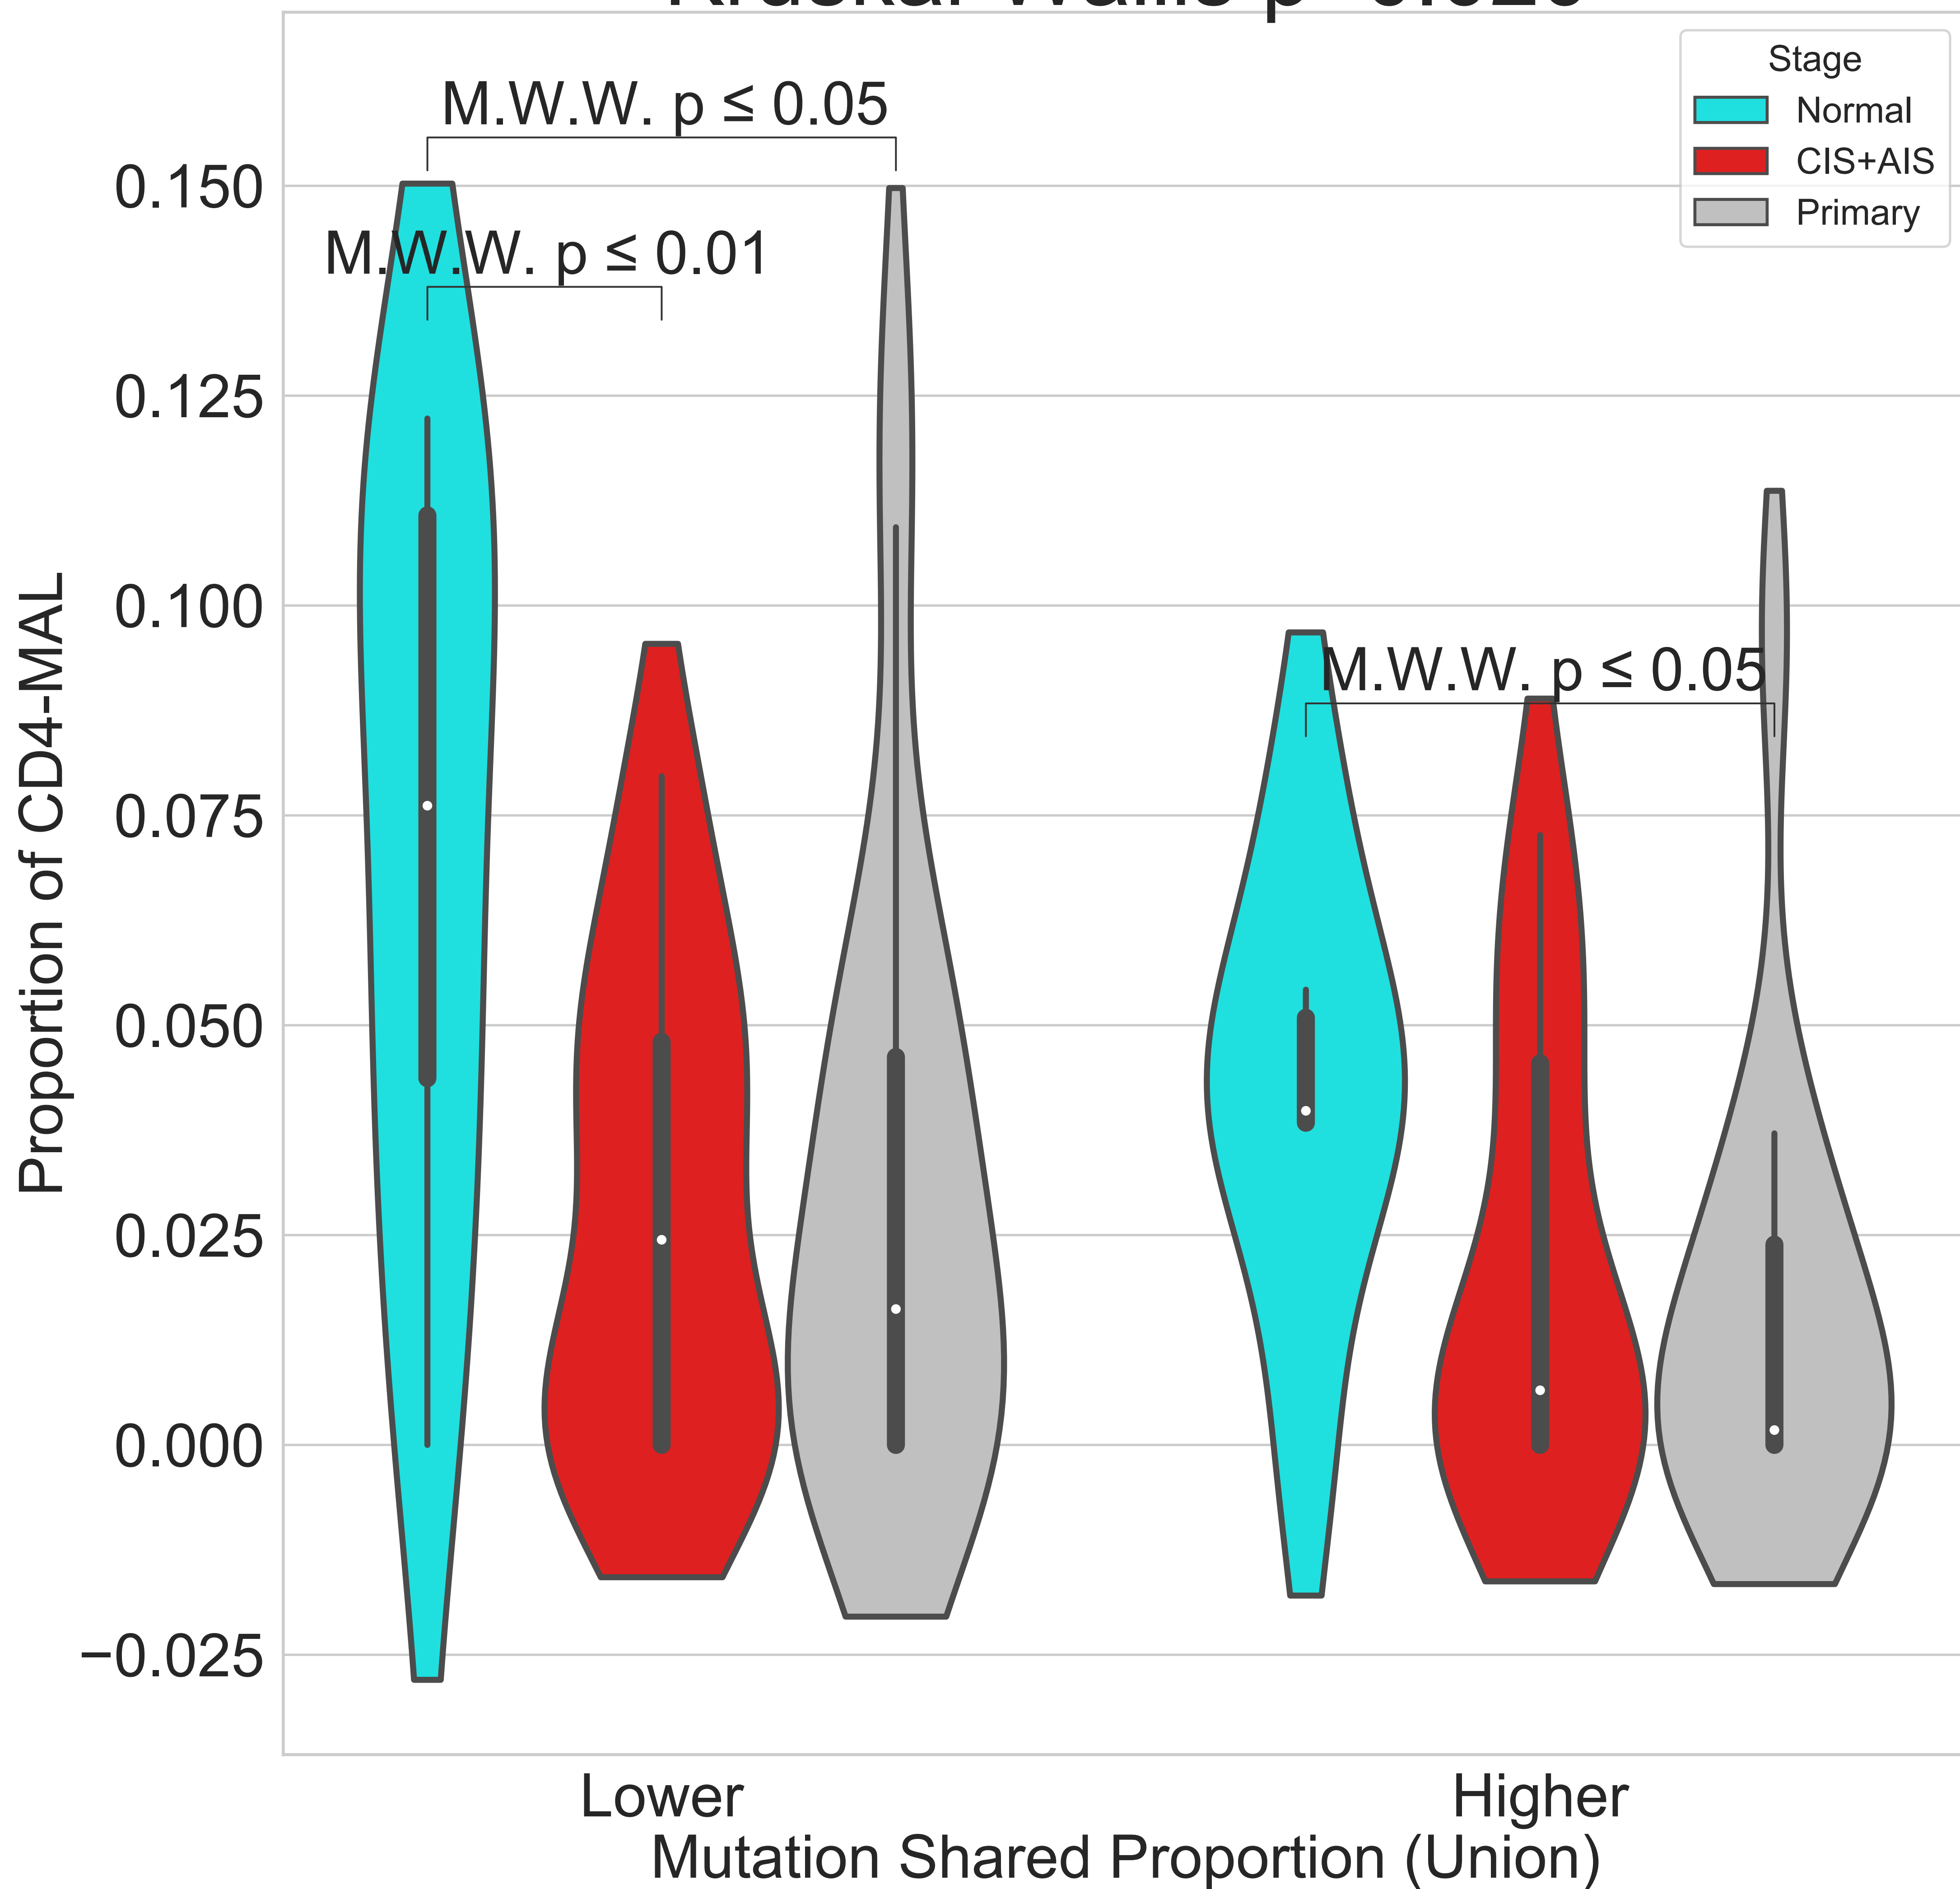 Stage
Normal
CIS+AIS
Primary
M.W.W. p ≤ 0.05
M.W.W. p ≤ 0.01
M.W.W. p ≤ 0.05
0.150
0.125
0.100
0.075
0.050
0.025
0.000
−0.025
Proportion of CD4-MAL
Lower
Higher
Mutation Shared Proportion (Union)